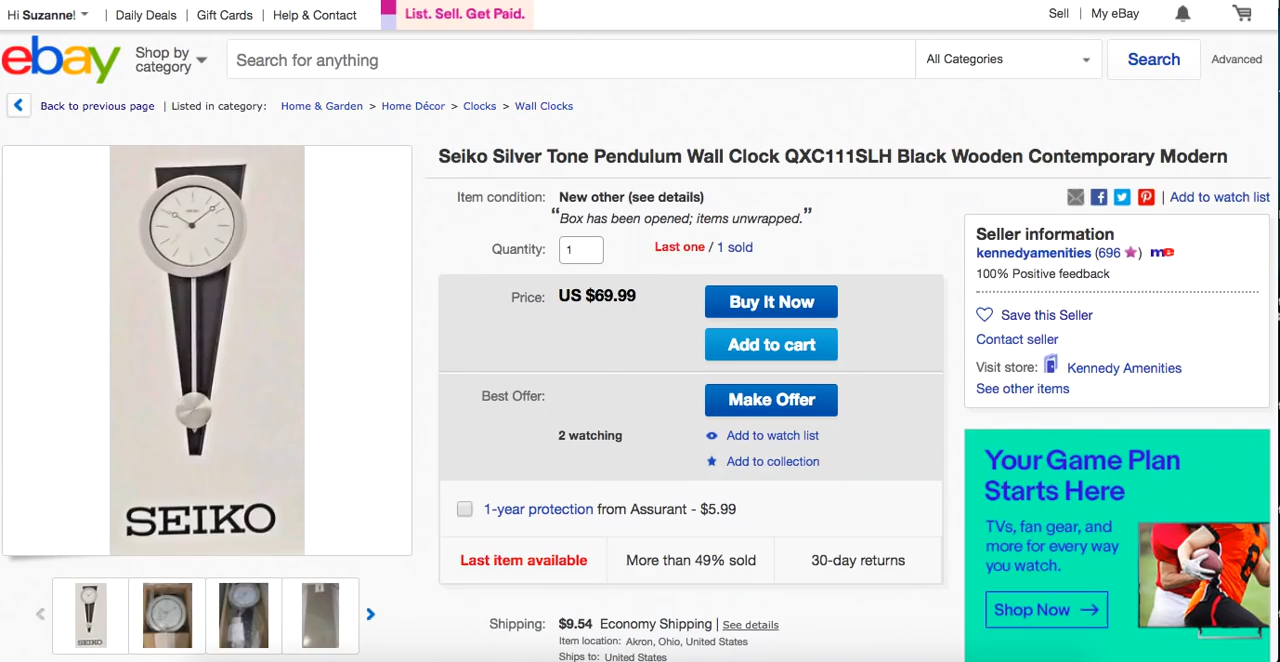 Hi Suzanne! | Daily Deals | Gift Cards | Help & Contact List. Sell. Get Paid. Sell | My eBay
ebay Shop by category Search for anything All Categories Search Advanced
Back to previous page | Listed in category: Home & Garden > Home Décor > Clocks > Wall Clocks
SEIKO
SEIKO
SEIKO
Seiko Silver Tone Pendulum Wall Clock QXC111SLH Black Wooden Contemporary Modern
Item condition: New other (see details)
“Box has been opened; items unwrapped.”
Quantity: 1 Last one / 1 sold
Price: US $69.99 Buy It Now
Add to cart
Best Offer: Make Offer
2 watching Add to watch list
Add to collection
1-year protection from Assurant - $5.99
Last item available More than 49% sold 30-day returns
Shipping: $9.54 Economy Shipping | See details
Item location: Akron, Ohio, United States
Ships to: United States
| Add to watch list
Seller information
kennedyamenities (696 ) me
100% Positive feedback
Save this Seller
Contact seller
Visit store: Kennedy Amenities
See other items
Your Game Plan
Starts Here
TVs, fan gear, and
more for every way
you watch.
Shop Now →